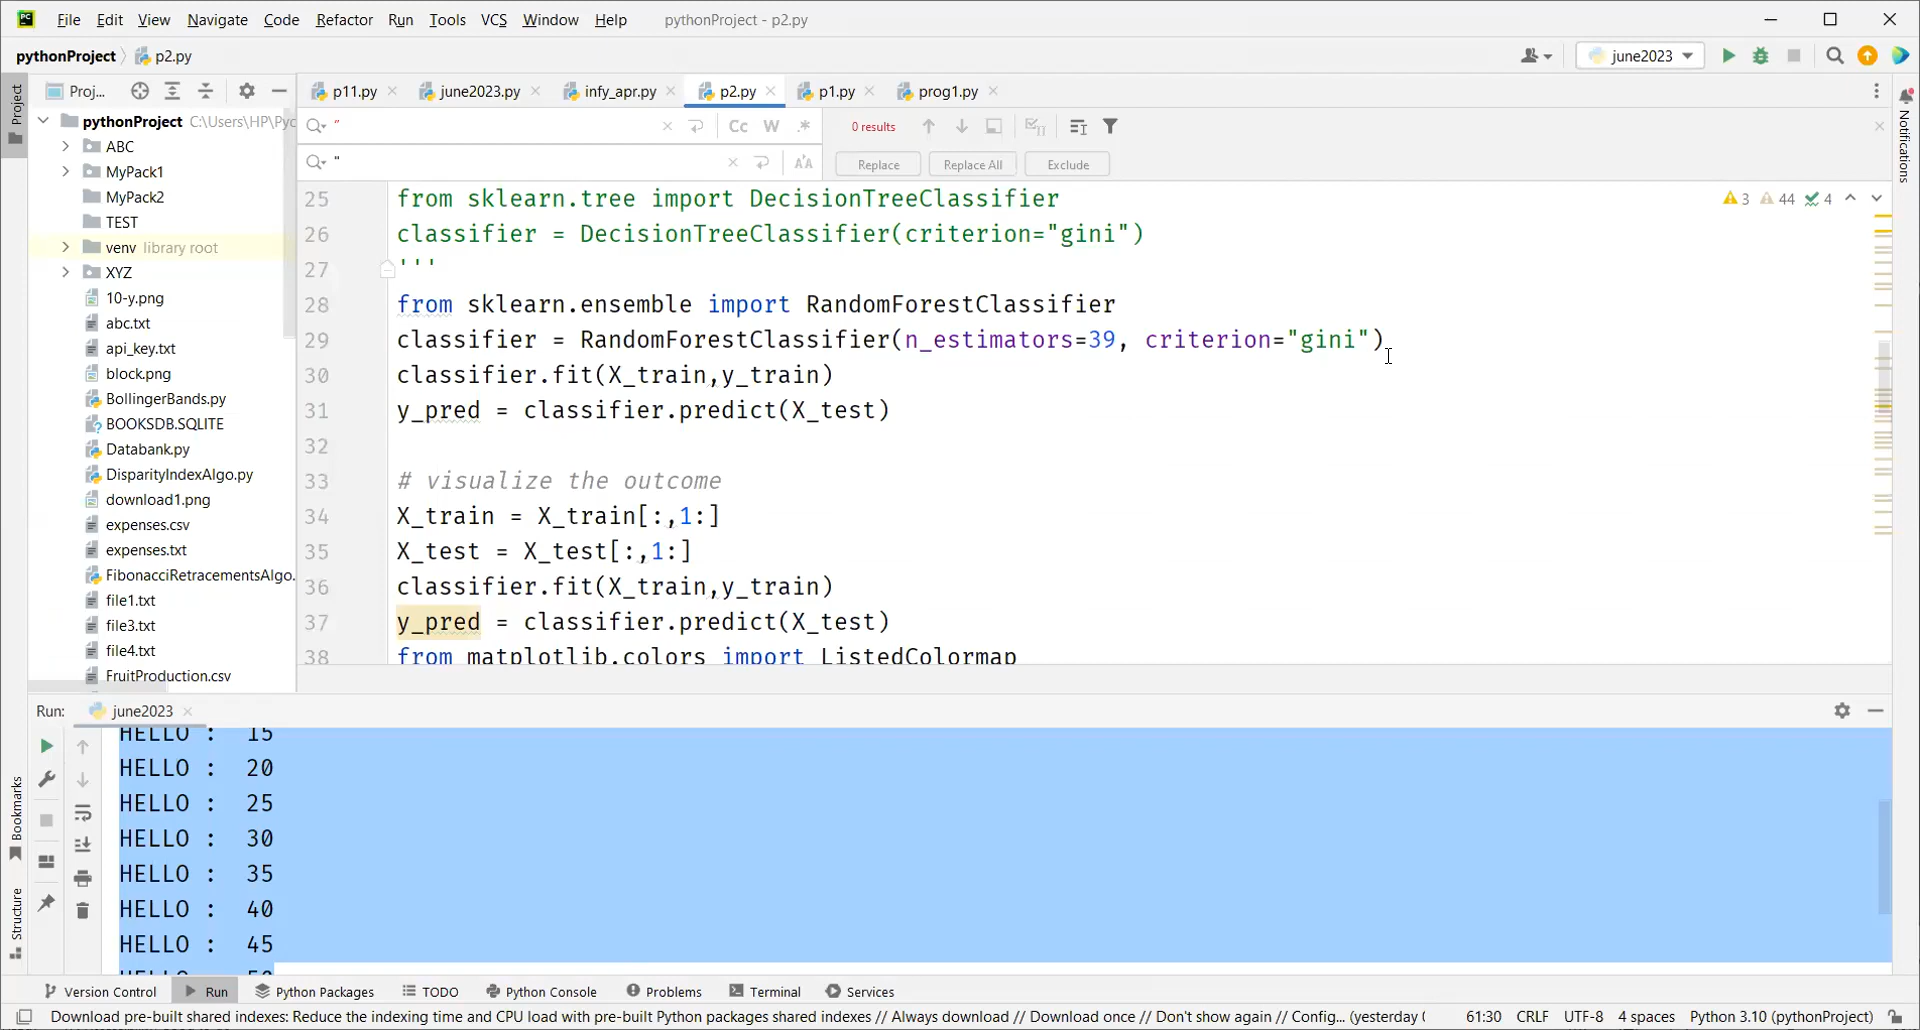 PC File Edit View Navigate Code Refactor Run Tools VCS Window Help pythonProject - p2.py
pythonProject p2.py june2023
Project
Proj...
p11.py june2023.py infy_apr.py p2.py p1.py prog1.py
Notifications
pythonProject C:\Users\HP\Pyc
ABC
MyPack1
MyPack2
TEST
venv library root
XYZ
10-y.png
abc.txt
api_key.txt
block.png
BollingerBands.py
BOOKSDB.SQLITE
Databank.py
DisparityIndexAlgo.py
download1.png
expenses.csv
expenses.txt
FibonacciRetracementsAlgo.
file1.txt
file3.txt
file4.txt
FruitProduction.csv
" Cc W .* 0 results
" Replace Replace All Exclude
3 44 4
25 from sklearn.tree import DecisionTreeClassifier
26 classifier = DecisionTreeClassifier(criterion="gini")
27 '''
28 from sklearn.ensemble import RandomForestClassifier
29 classifier = RandomForestClassifier(n_estimators=39, criterion="gini")
30 classifier.fit(X_train,y_train)
31 y_pred = classifier.predict(X_test)
32
33 # visualize the outcome
34 X_train = X_train[:,1:]
35 X_test = X_test[:,1:]
36 classifier.fit(X_train,y_train)
37 y_pred = classifier.predict(X_test)
38 from matplotlib.colors import ListedColormap
Run: june2023
HELLO :  15
HELLO :  20
HELLO :  25
HELLO :  30
HELLO :  35
HELLO :  40
HELLO :  45
HELLO :  50
Bookmarks
Structure
Version Control Run Python Packages TODO Python Console Problems Terminal Services
Download pre-built shared indexes: Reduce the indexing time and CPU load with pre-built Python packages shared indexes // Always download // Download once // Don't show again // Config... (yesterday 61:30 CRLF UTF-8 4 spaces Python 3.10 (pythonProject)